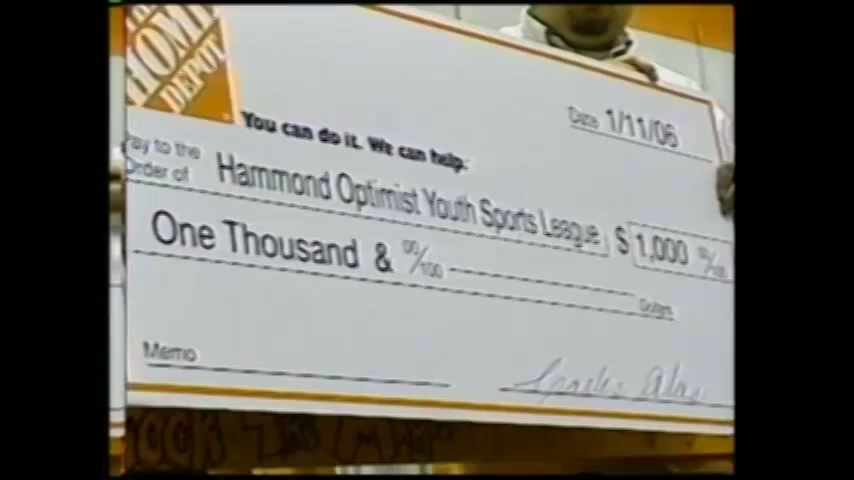 THE
HOME
DEPOT
You can do it. We can help.
Date 1/11/06
Pay to the
Order of Hammond Optimist Youth Sports League $ 1,000 00/100
One Thousand & 00/100
Dollars
Memo